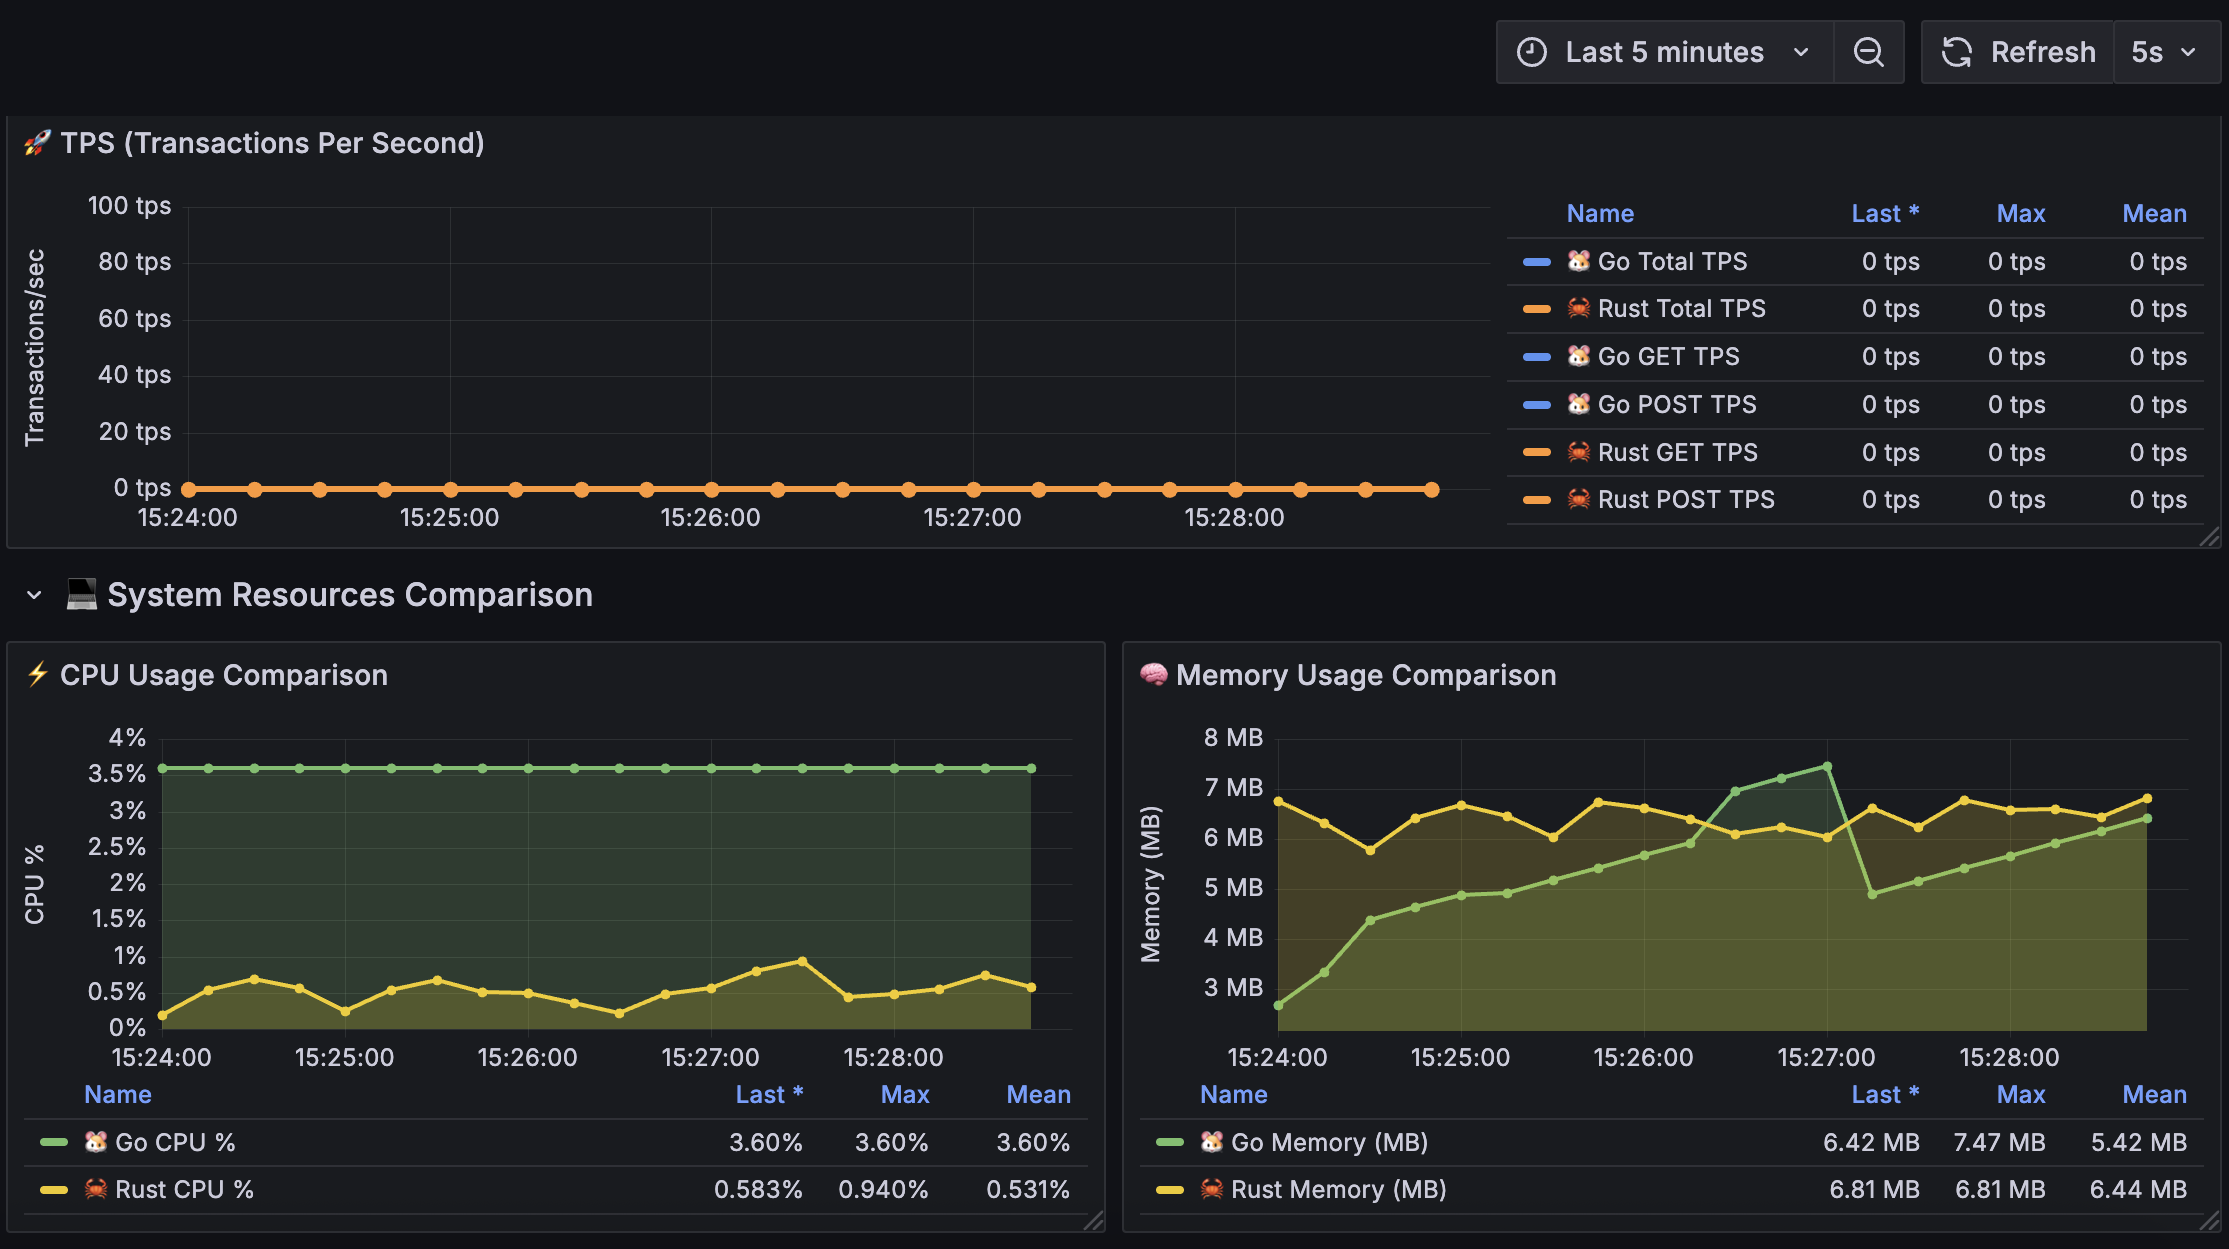 Last 5 minutes
Refresh
5s
🚀 TPS (Transactions Per Second)
Transactions/sec
100 tps
80 tps
60 tps
40 tps
20 tps
0 tps
15:24:00 15:25:00 15:26:00 15:27:00 15:28:00
Name Last * Max Mean
🐹 Go Total TPS 0 tps 0 tps 0 tps
🦀 Rust Total TPS 0 tps 0 tps 0 tps
🐹 Go GET TPS 0 tps 0 tps 0 tps
🐹 Go POST TPS 0 tps 0 tps 0 tps
🦀 Rust GET TPS 0 tps 0 tps 0 tps
🦀 Rust POST TPS 0 tps 0 tps 0 tps
💻 System Resources Comparison
⚡ CPU Usage Comparison
CPU %
4%
3.5%
3%
2.5%
2%
1.5%
1%
0.5%
0%
15:24:00 15:25:00 15:26:00 15:27:00 15:28:00
Name Last * Max Mean
🐹 Go CPU % 3.60% 3.60% 3.60%
🦀 Rust CPU % 0.583% 0.940% 0.531%
🧠 Memory Usage Comparison
Memory (MB)
8 MB
7 MB
6 MB
5 MB
4 MB
3 MB
15:24:00 15:25:00 15:26:00 15:27:00 15:28:00
Name Last * Max Mean
🐹 Go Memory (MB) 6.42 MB 7.47 MB 5.42 MB
🦀 Rust Memory (MB) 6.81 MB 6.81 MB 6.44 MB